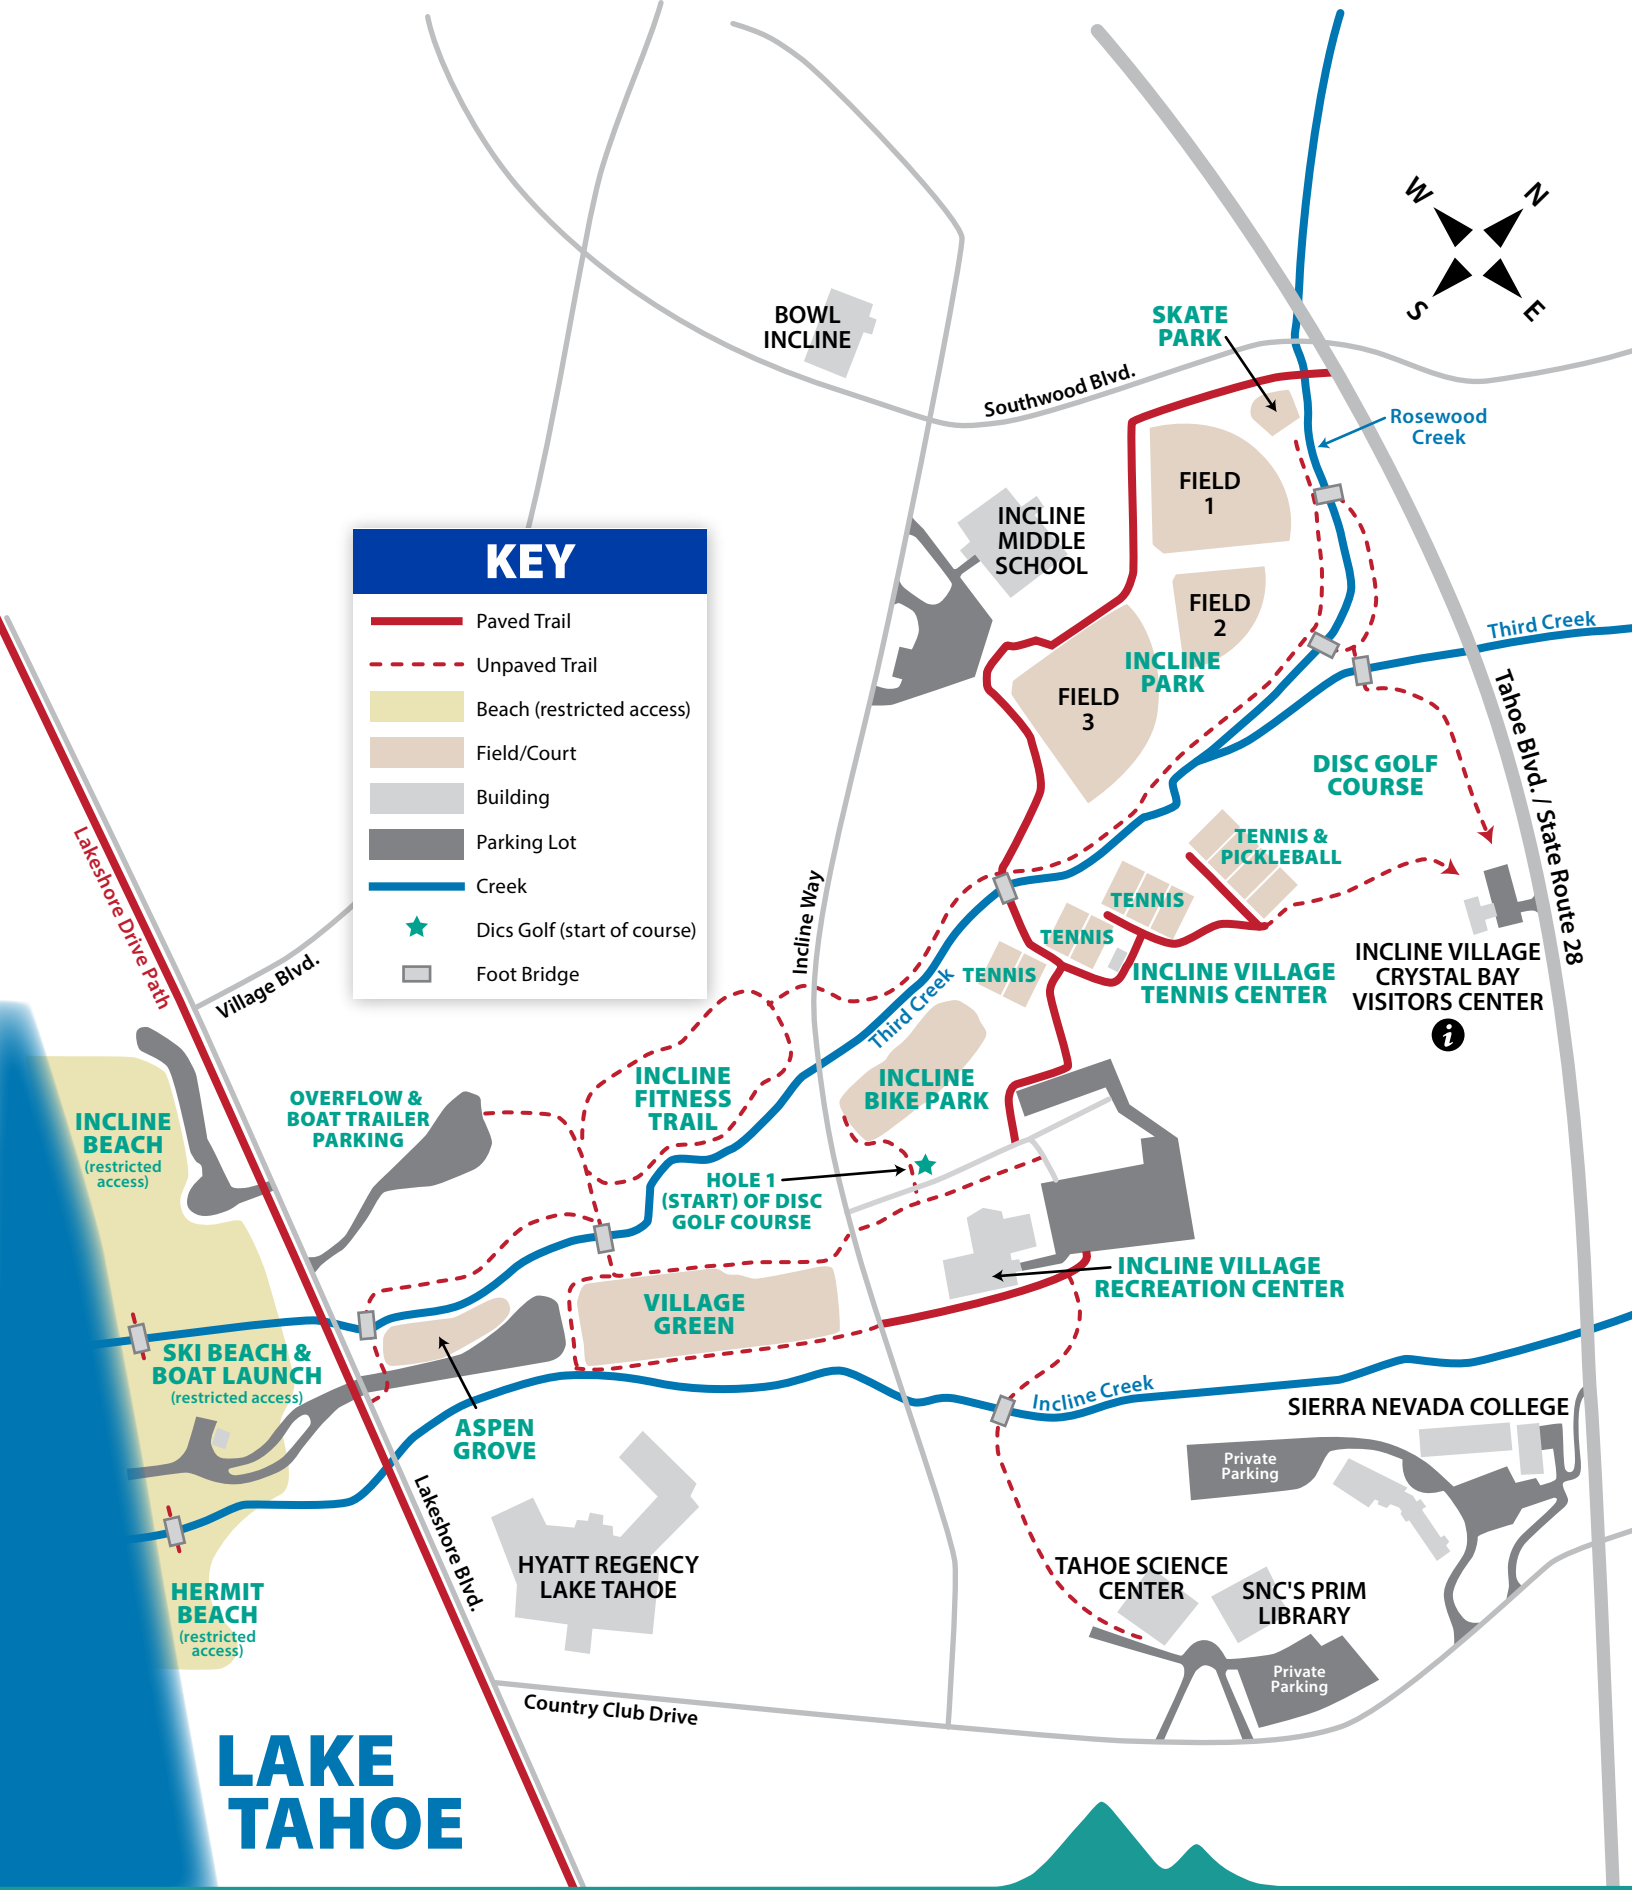 W
N
S
E
BOWL
INCLINE
SKATE
PARK
Southwood Blvd.
Rosewood
Creek
FIELD
1
INCLINE
MIDDLE
SCHOOL
FIELD
2
Third Creek
INCLINE
PARK
FIELD
3
KEY
Paved Trail
Unpaved Trail
Beach (restricted access)
Field/Court
Building
Parking Lot
Creek
Dics Golf (start of course)
Foot Bridge
Tahoe Blvd. / State Route 28
DISC GOLF
COURSE
TENNIS &
PICKLEBALL
TENNIS
TENNIS
TENNIS
Lakeshore Drive Path
Incline Way
Village Blvd.
Third Creek
INCLINE VILLAGE
TENNIS CENTER
INCLINE VILLAGE
CRYSTAL BAY
VISITORS CENTER
i
INCLINE
FITNESS
TRAIL
INCLINE
BIKE PARK
OVERFLOW &
BOAT TRAILER
PARKING
INCLINE
BEACH
(restricted
access)
HOLE 1
(START) OF DISC
GOLF COURSE
INCLINE VILLAGE
RECREATION CENTER
VILLAGE
GREEN
SKI BEACH &
BOAT LAUNCH
(restricted access)
Incline Creek
SIERRA NEVADA COLLEGE
ASPEN
GROVE
Private
Parking
Lakeshore Blvd.
HYATT REGENCY
LAKE TAHOE
TAHOE SCIENCE
CENTER
SNC'S PRIM
LIBRARY
HERMIT
BEACH
(restricted
access)
Private
Parking
Country Club Drive
LAKE
TAHOE